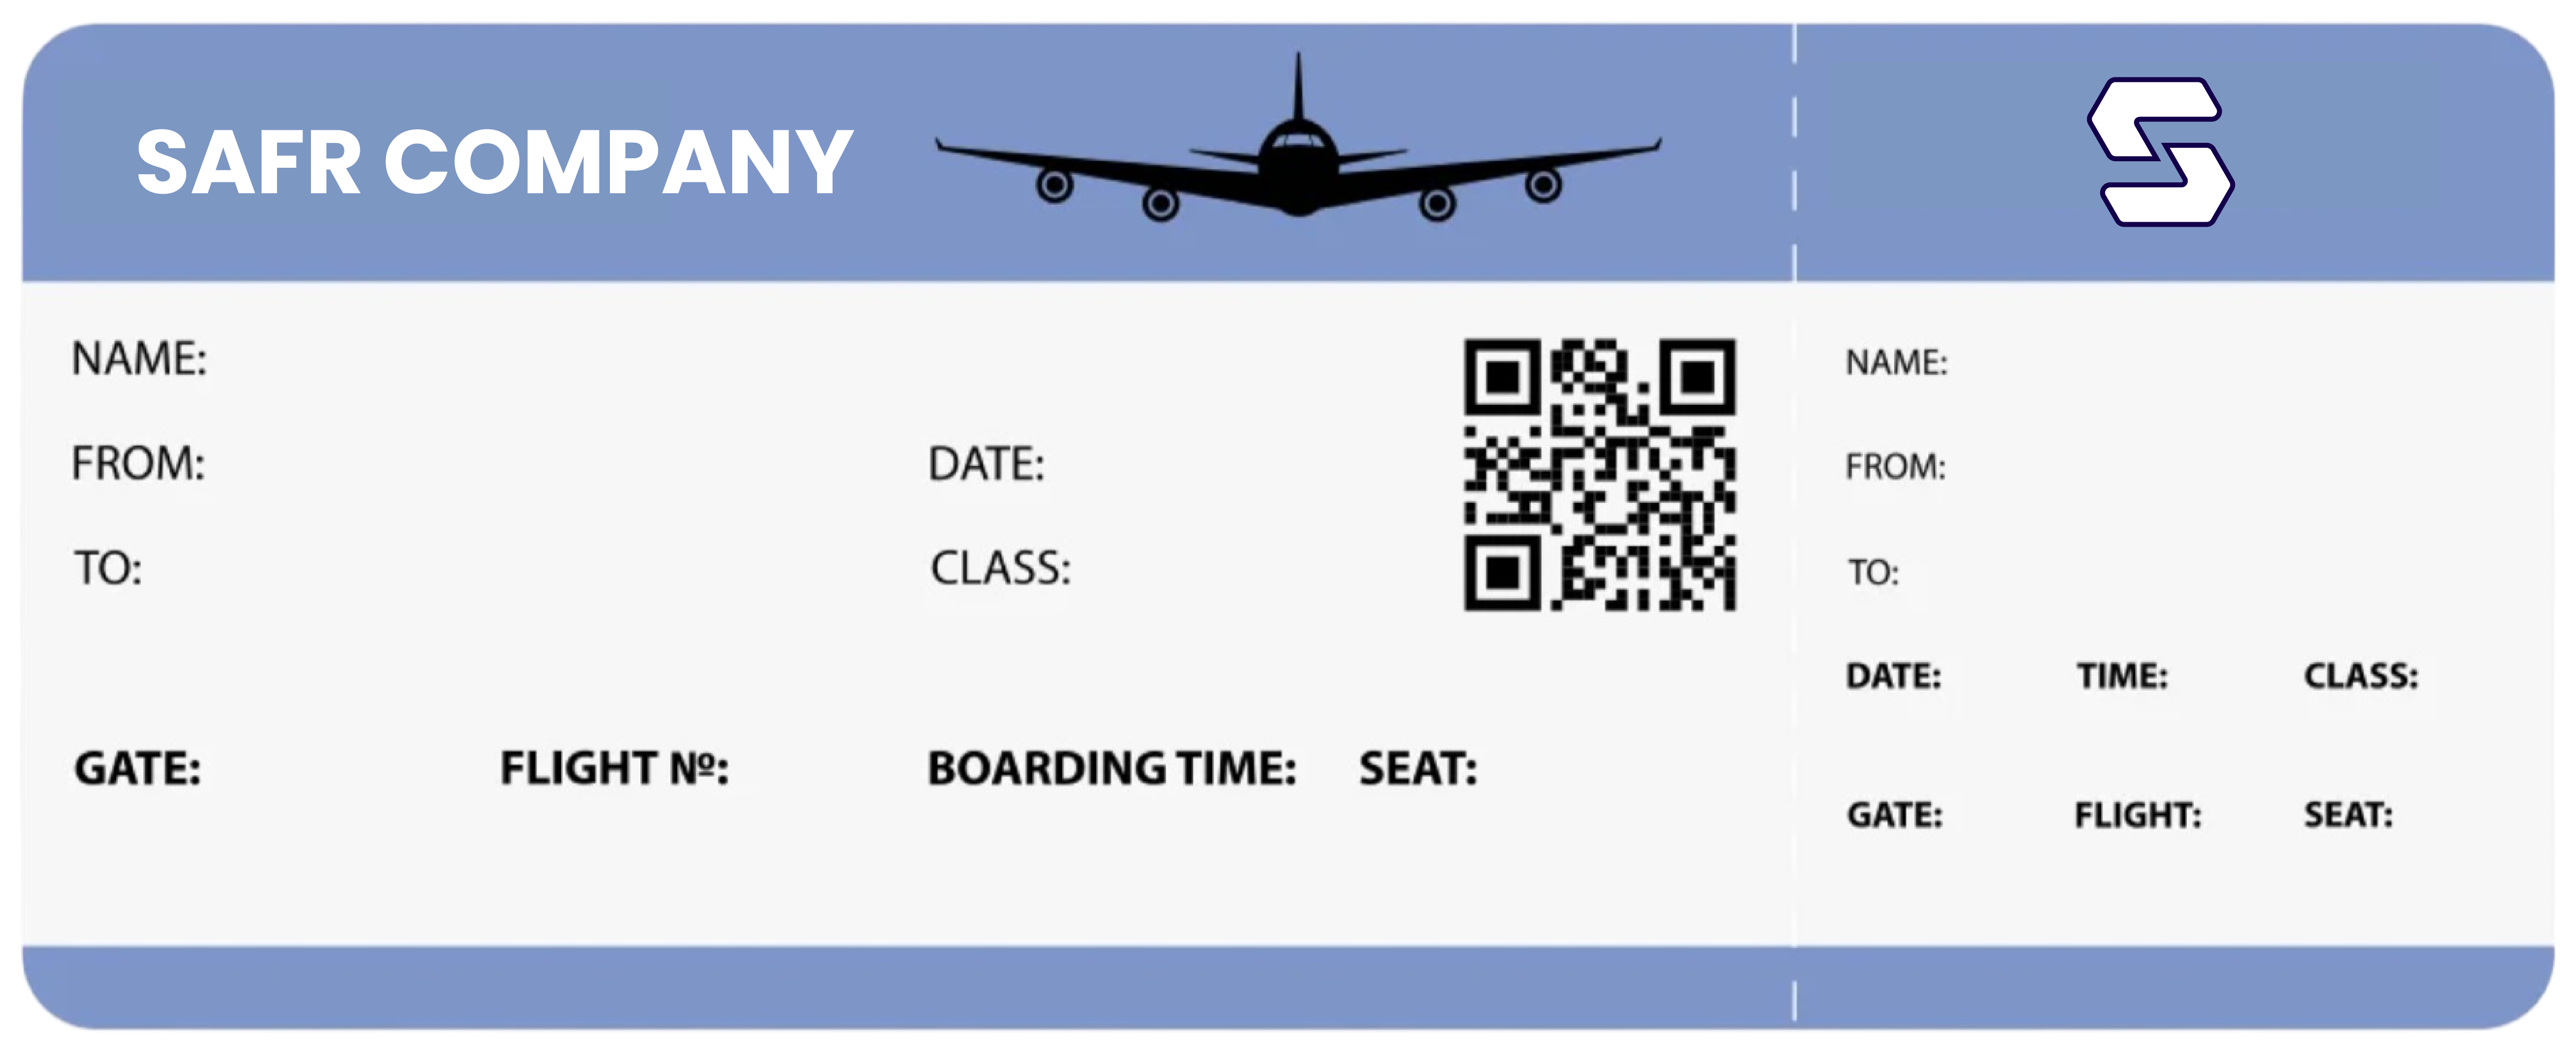 SAFR COMPANY
S
NAME:
FROM:
DATE:
TO:
CLASS:
GATE:
FLIGHT Nº:
BOARDING TIME:
SEAT:
NAME:
FROM:
TO:
DATE:
TIME:
CLASS:
GATE:
FLIGHT:
SEAT: